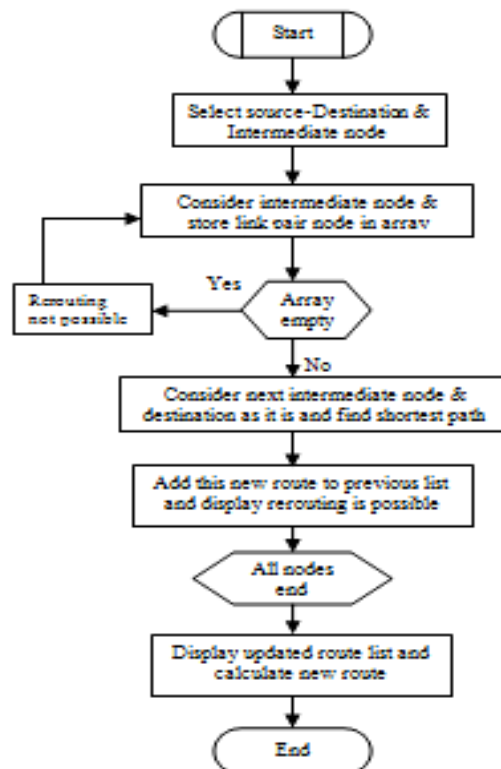 Start
Select source-Destination &
Intermediate node
Consider intermediate node &
store link pair node in array
Yes
Rerouting
not possible
Array
empty
No
Consider next intermediate node &
destination as it is and find shortest path
Add this new route to previous list
and display rerouting is possible
All nodes
end
Display updated route list and
calculate new route
End